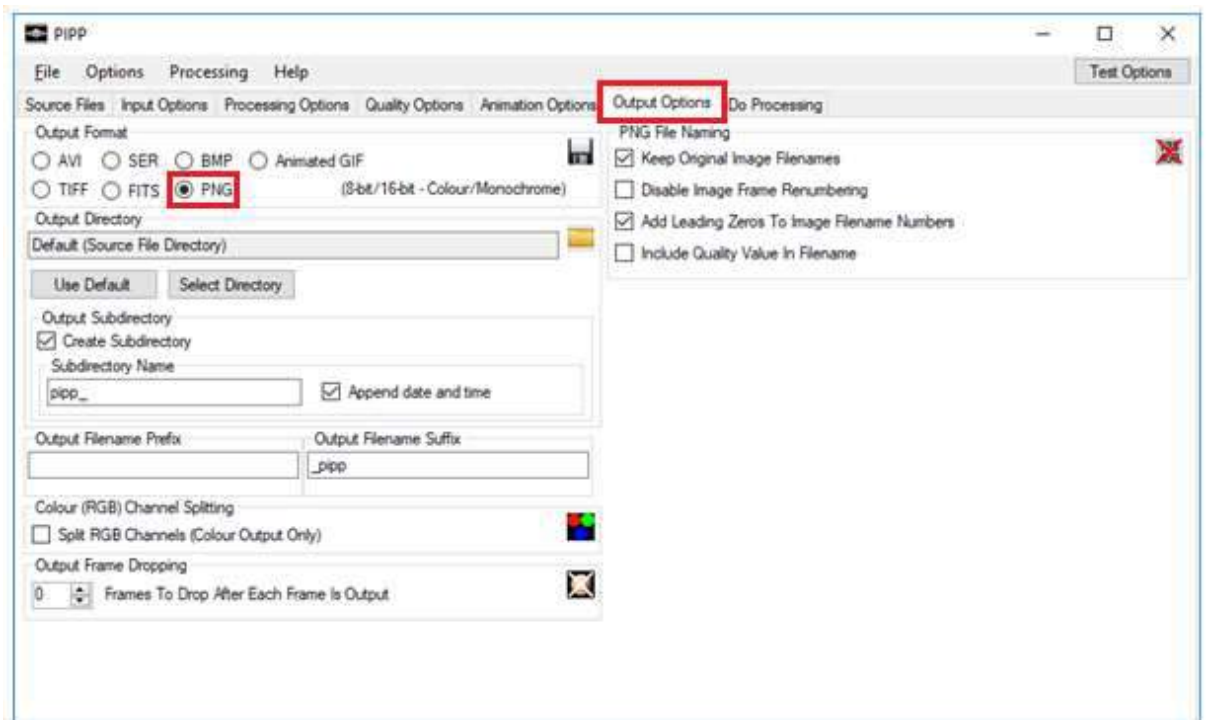 PIPP
File Options Processing Help Test Options
Source Files Input Options Processing Options Quality Options Animation Options Output Options Do Processing
Output Format
AVI SER BMP Animated GIF
TIFF FITS PNG (8-bit/16-bit - Colour/Monochrome)
Output Directory
Default (Source File Directory)
Use Default Select Directory
Output Subdirectory
Create Subdirectory
Subdirectory Name
pipp_ Append date and time
Output Filename Prefix Output Filename Suffix
_pipp
Colour (RGB) Channel Splitting
Split RGB Channels (Colour Output Only)
Output Frame Dropping
0 Frames To Drop After Each Frame Is Output
PNG File Naming
Keep Original Image Filenames
Disable Image Frame Renumbering
Add Leading Zeros To Image Filename Numbers
Include Quality Value In Filename